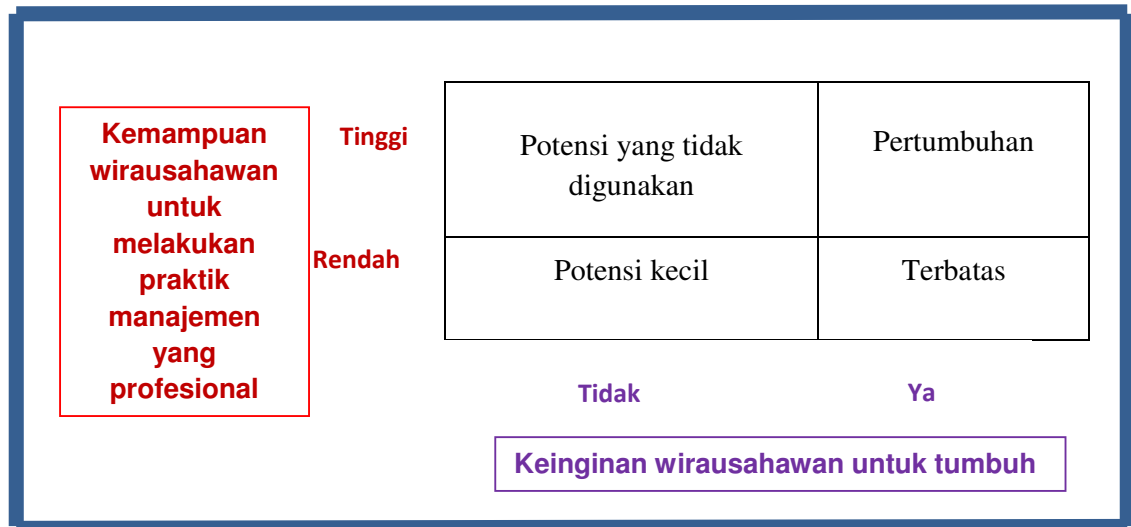 Kemampuan
wirausahawan
untuk
melakukan
praktik
manajemen
yang
profesional
Tinggi
Potensi yang tidak
digunakan
Pertumbuhan
Rendah
Potensi kecil
Terbatas
Tidak
Ya
Keinginan wirausahawan untuk tumbuh